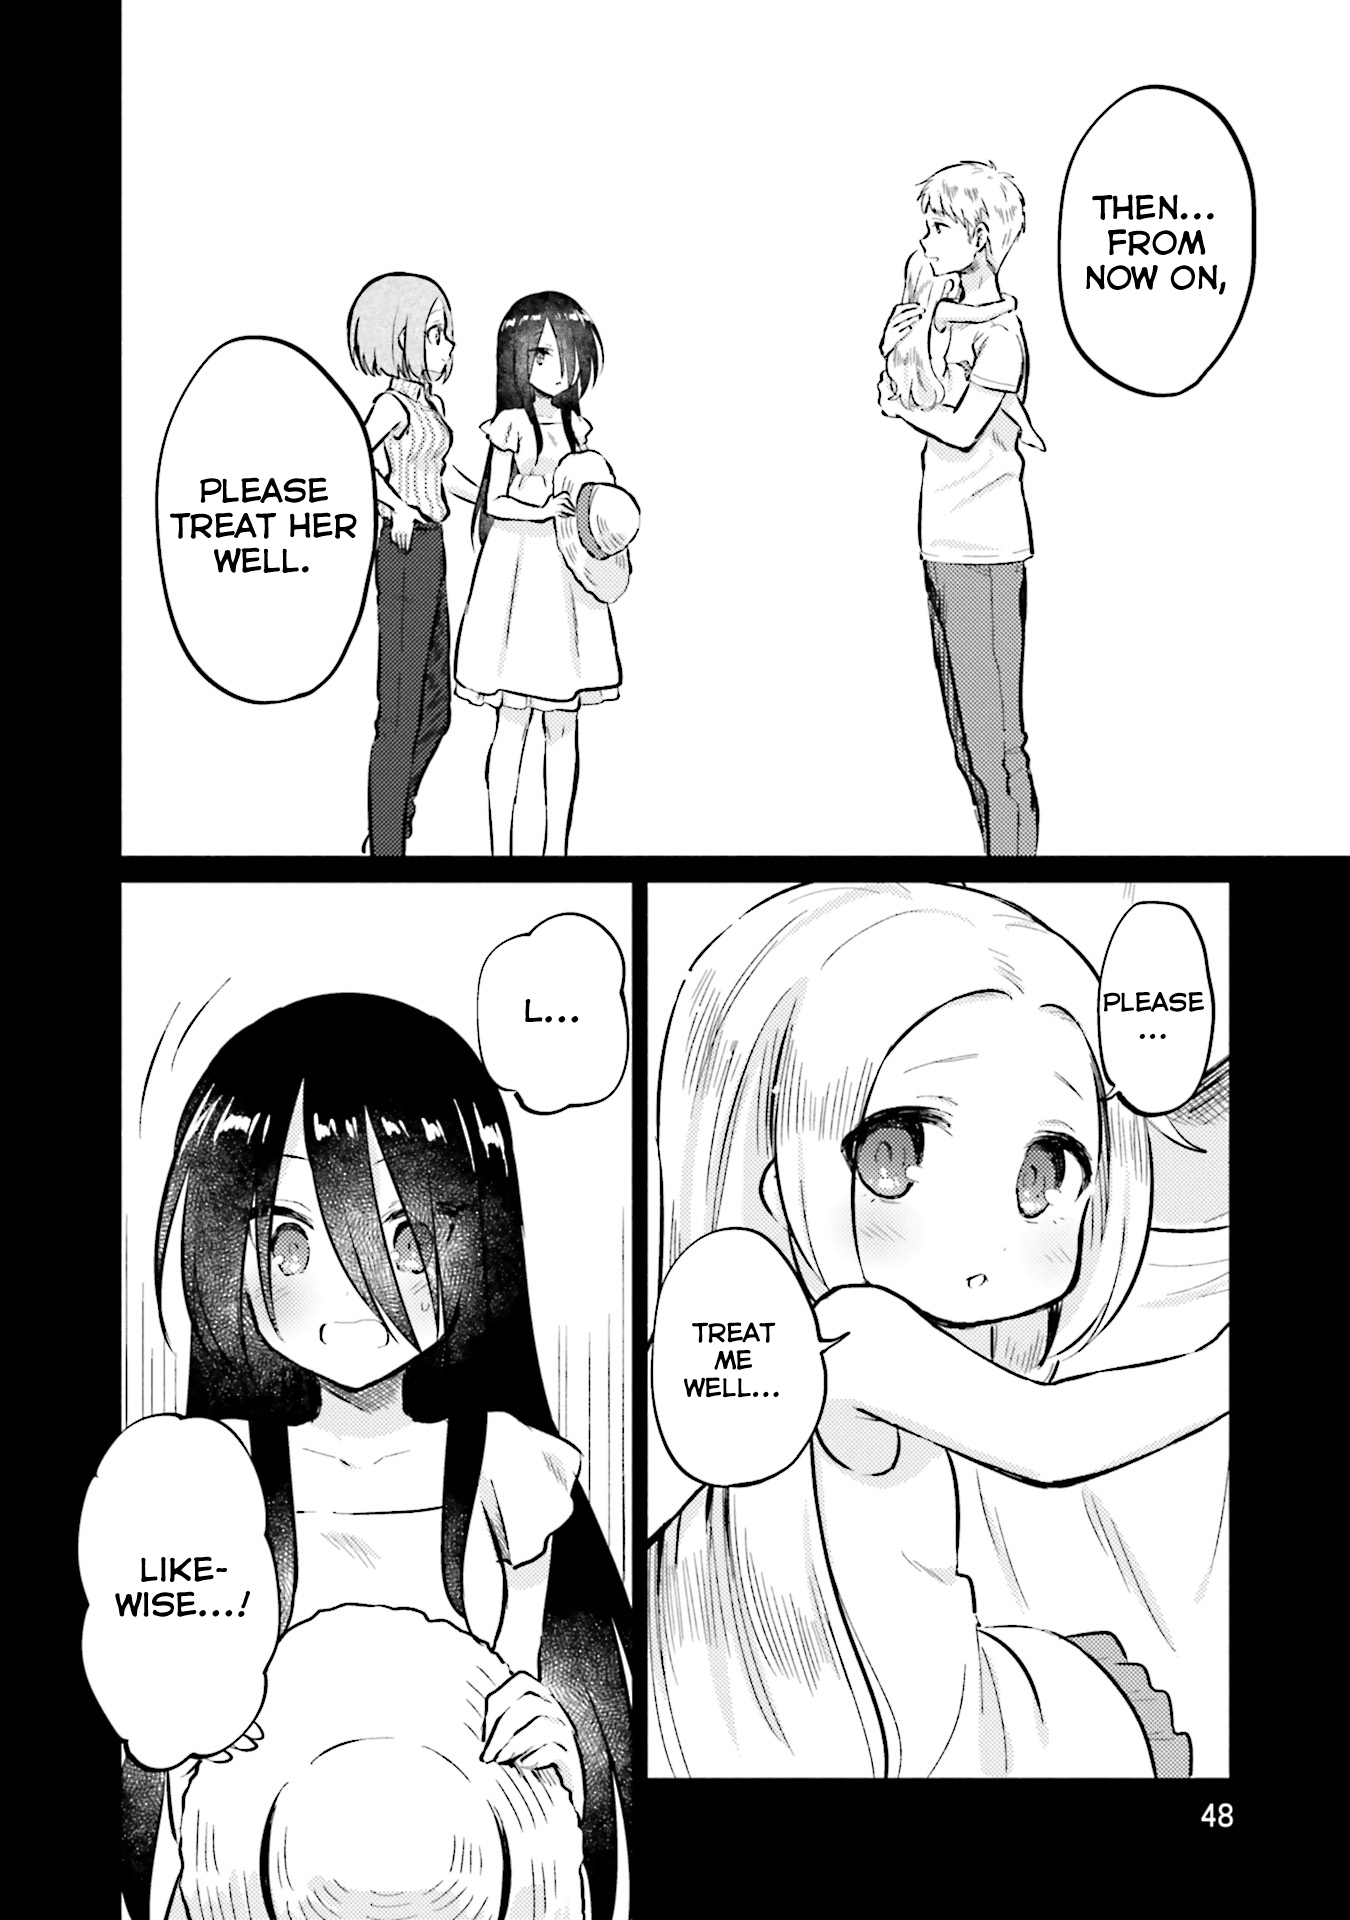 THEN...
FROM
NOW ON,
PLEASE
TREAT HER
WELL.
PLEASE
...
TREAT
ME
WELL...
L...
LIKE-
WISE...!
48